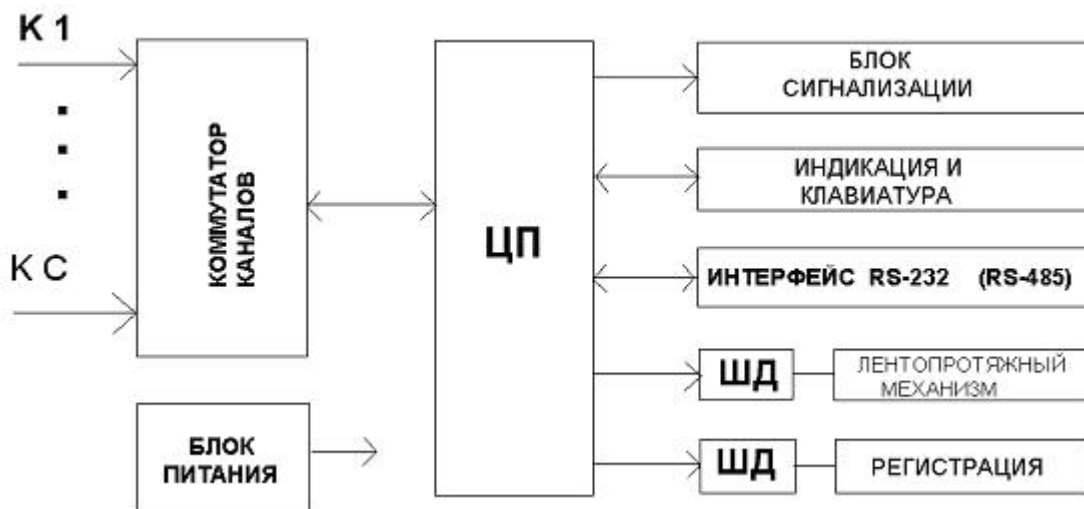 К 1
К С
КОММУТАТОР
КАНАЛОВ
БЛОК
ПИТАНИЯ
ЦП
БЛОК
СИГНАЛИЗАЦИИ
ИНДИКАЦИЯ И
КЛАВИАТУРА
ИНТЕРФЕЙС RS-232 (RS-485)
ШД
ЛЕНТОПРОТЯЖНЫЙ
МЕХАНИЗМ
ШД
РЕГИСТРАЦИЯ